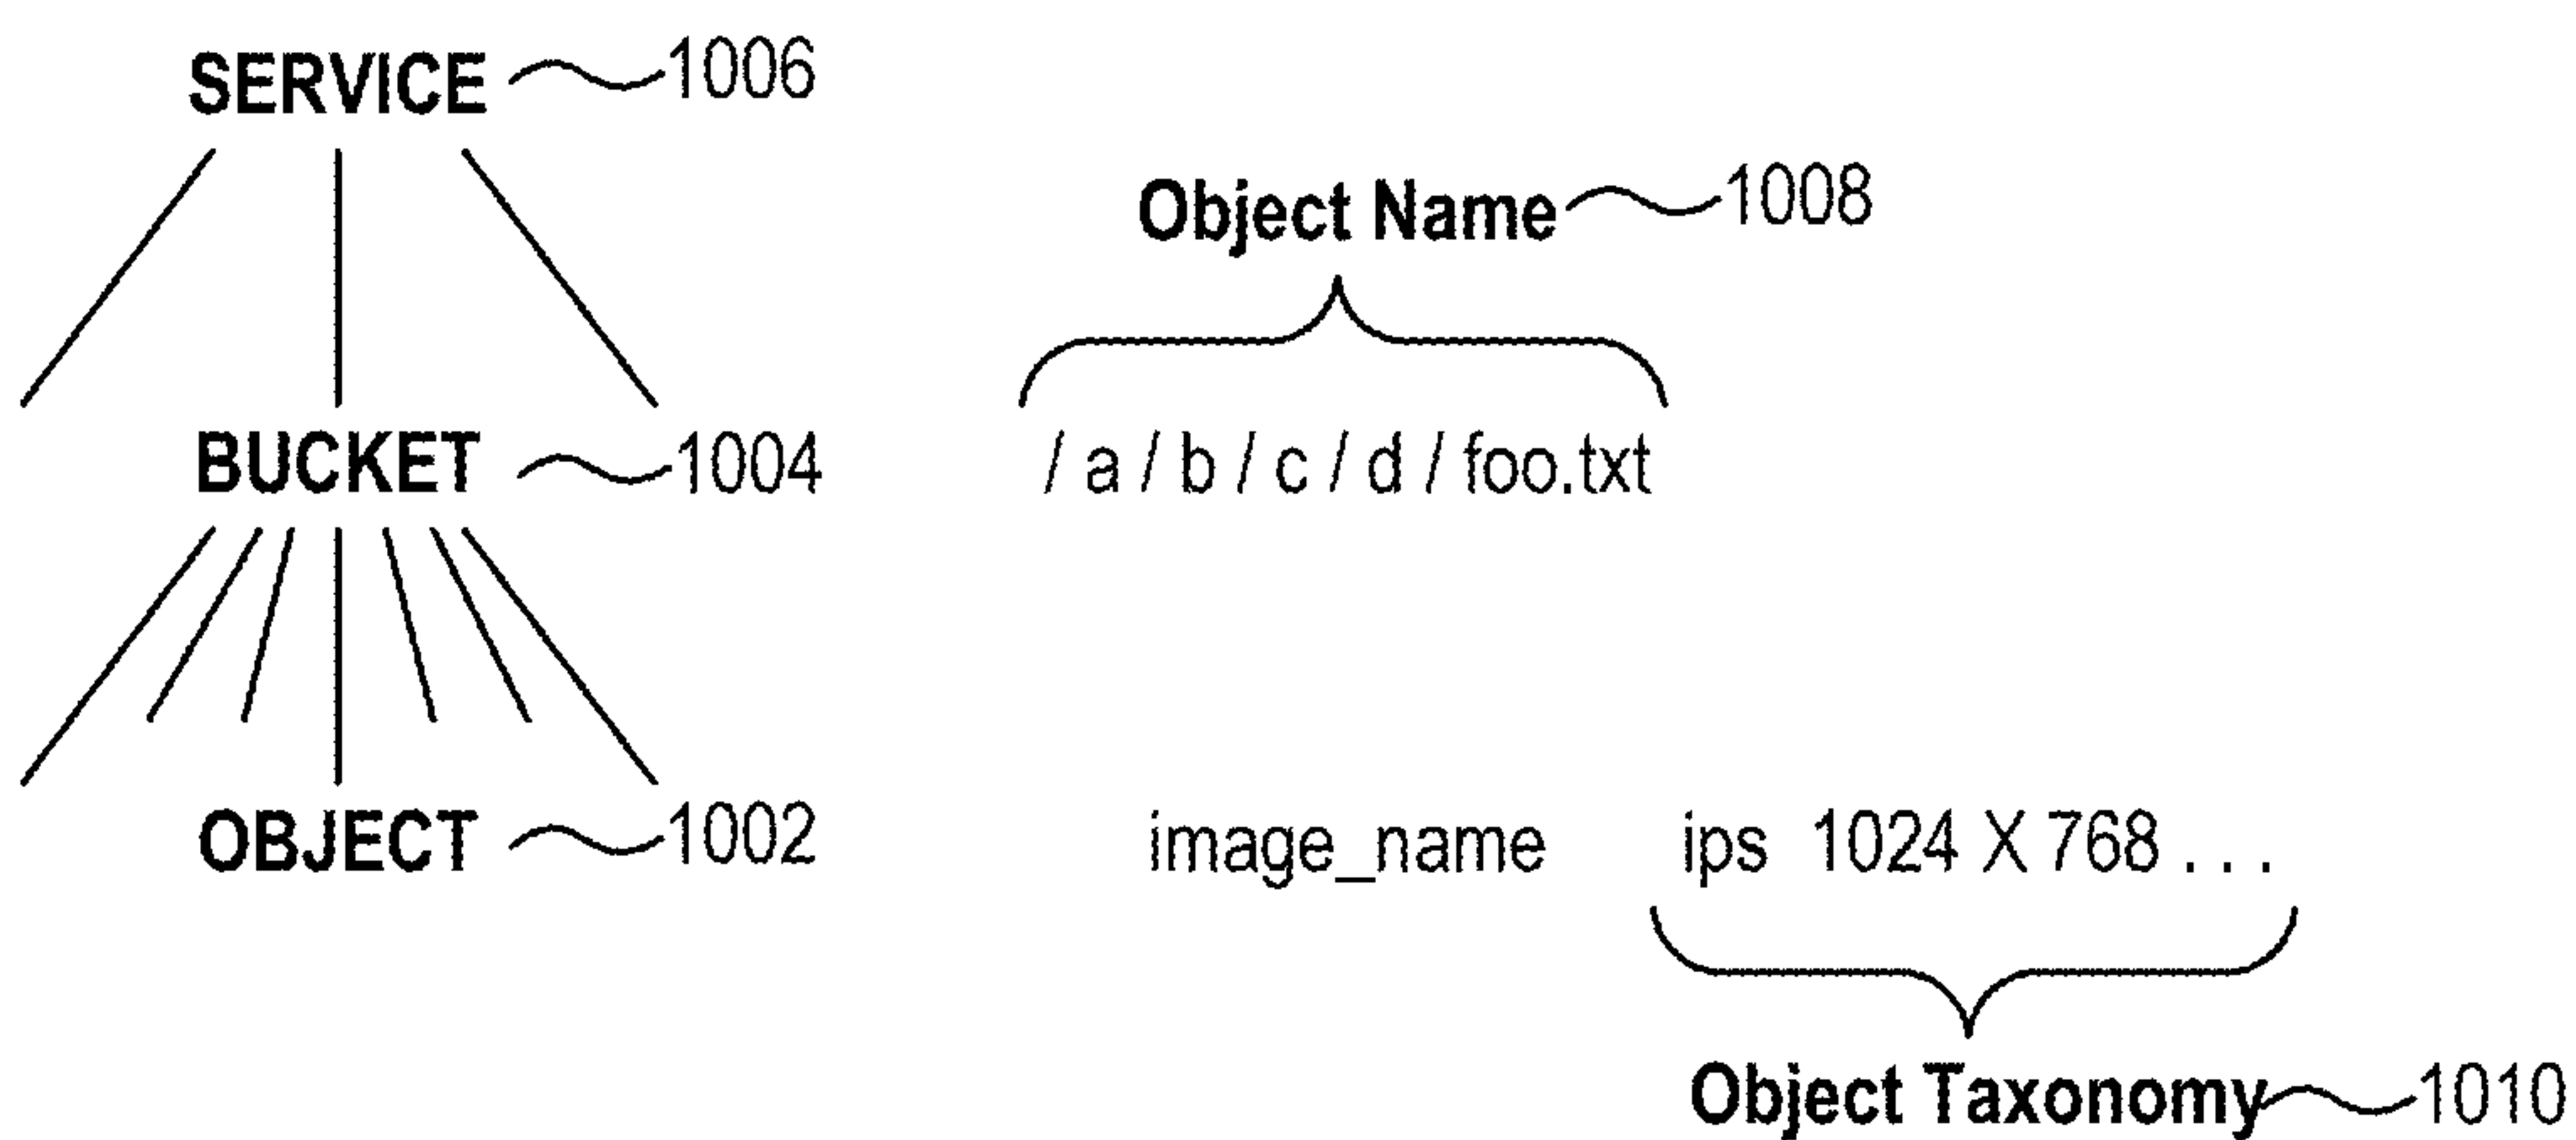 SERVICE 1006
Object Name 1008
BUCKET 1004
/ a / b / c / d / foo.txt
OBJECT 1002
image_name ips 1024 X 768 . . .
Object Taxonomy 1010